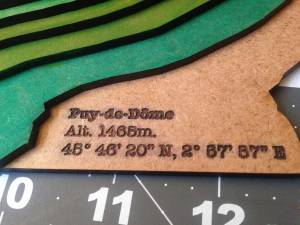 Puy-de-Dôme
Alt. 1465m.
45° 46' 20" N, 2° 57' 57" E
10 11 12